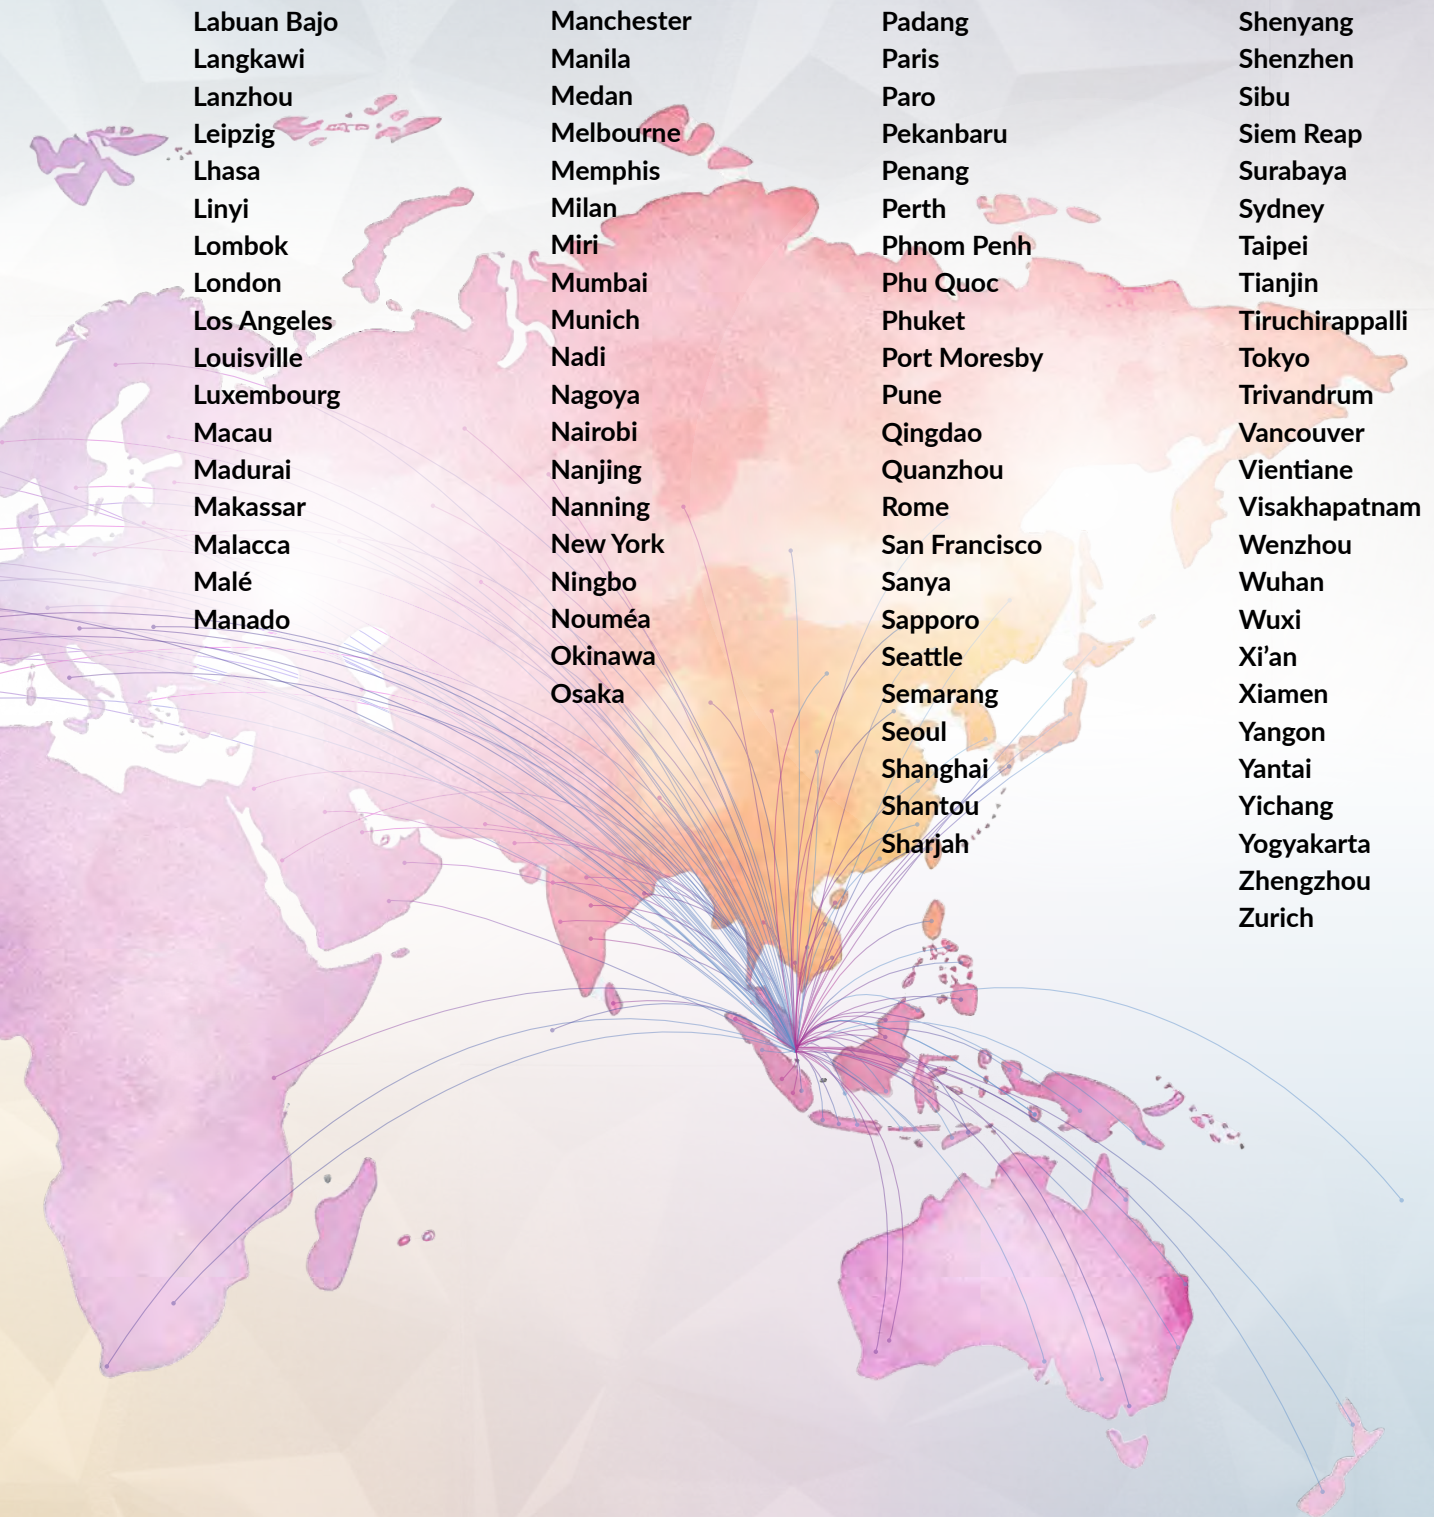 Labuan Bajo
Langkawi
Lanzhou
Leipzig
Lhasa
Linyi
Lombok
London
Los Angeles
Louisville
Luxembourg
Macau
Madurai
Makassar
Malacca
Malé
Manado
Manchester
Manila
Medan
Melbourne
Memphis
Milan
Miri
Mumbai
Munich
Nadi
Nagoya
Nairobi
Nanjing
Nanning
New York
Ningbo
Nouméa
Okinawa
Osaka
Padang
Paris
Paro
Pekanbaru
Penang
Perth
Phnom Penh
Phu Quoc
Phuket
Port Moresby
Pune
Qingdao
Quanzhou
Rome
San Francisco
Sanya
Sapporo
Seattle
Semarang
Seoul
Shanghai
Shantou
Sharjah
Shenyang
Shenzhen
Sibu
Siem Reap
Surabaya
Sydney
Taipei
Tianjin
Tiruchirappalli
Tokyo
Trivandrum
Vancouver
Vientiane
Visakhapatnam
Wenzhou
Wuhan
Wuxi
Xi’an
Xiamen
Yangon
Yantai
Yichang
Yogyakarta
Zhengzhou
Zurich